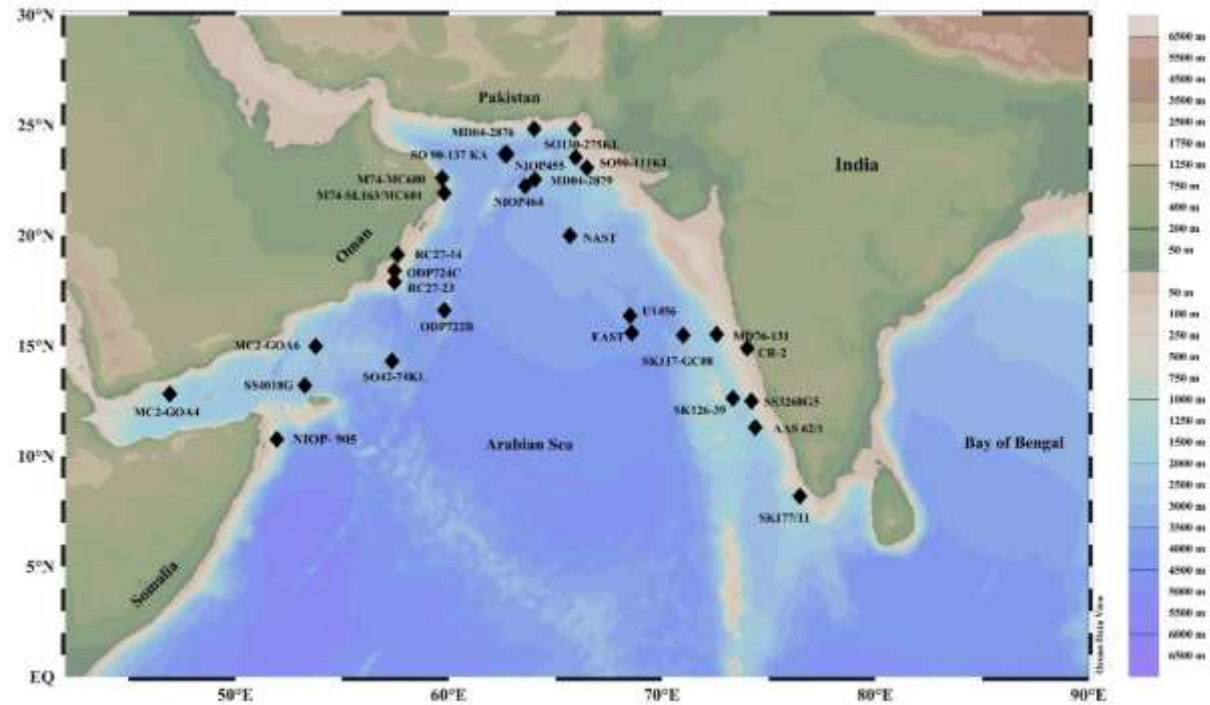 30°N
25°N
20°N
15°N
10°N
5°N
EQ
50°E
60°E
70°E
80°E
90°E
Pakistan
India
Oman
Somalia
Arabian Sea
Bay of Bengal
MD04-2876
SO130-275KL
SO 90-137 KA
NIOP455
SO90-111KL
M74-MC680
MD04-2879
M74-SL163/MC681
NIOP464
NAST
RC27-14
ODP724C
RC27-23
ODP722B
U1456
EAST
MD76-131
MC2-GOA6
SK117-GC08
CR-2
SO42-74KL
SS4018G
SK126-39
SS3268G5
MC2-GOA4
AAS 62/1
NIOP- 905
SK177/11
Ocean Data View
6500 m
5500 m
4500 m
3500 m
2500 m
1750 m
1250 m
750 m
400 m
200 m
50 m
50 m
100 m
250 m
500 m
750 m
1000 m
1250 m
1500 m
2000 m
2500 m
3000 m
3500 m
4000 m
4500 m
5000 m
5500 m
6000 m
6500 m